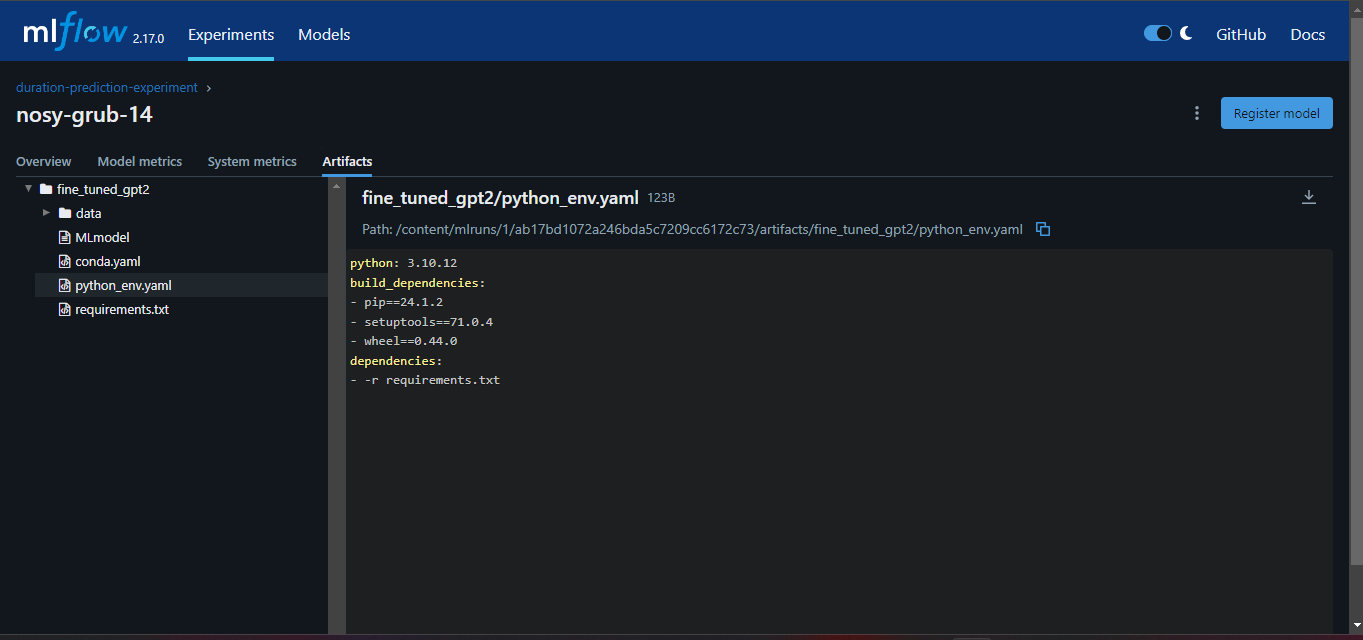 mlflow 2.17.0 Experiments Models GitHub Docs
duration-prediction-experiment ›
nosy-grub-14
Register model
Overview Model metrics System metrics Artifacts
fine_tuned_gpt2
data
MLmodel
conda.yaml
python_env.yaml
requirements.txt
fine_tuned_gpt2/python_env.yaml 123B
Path: /content/mlruns/1/ab17bd1072a246bda5c7209cc6172c73/artifacts/fine_tuned_gpt2/python_env.yaml
python: 3.10.12
build_dependencies:
- pip==24.1.2
- setuptools==71.0.4
- wheel==0.44.0
dependencies:
- -r requirements.txt